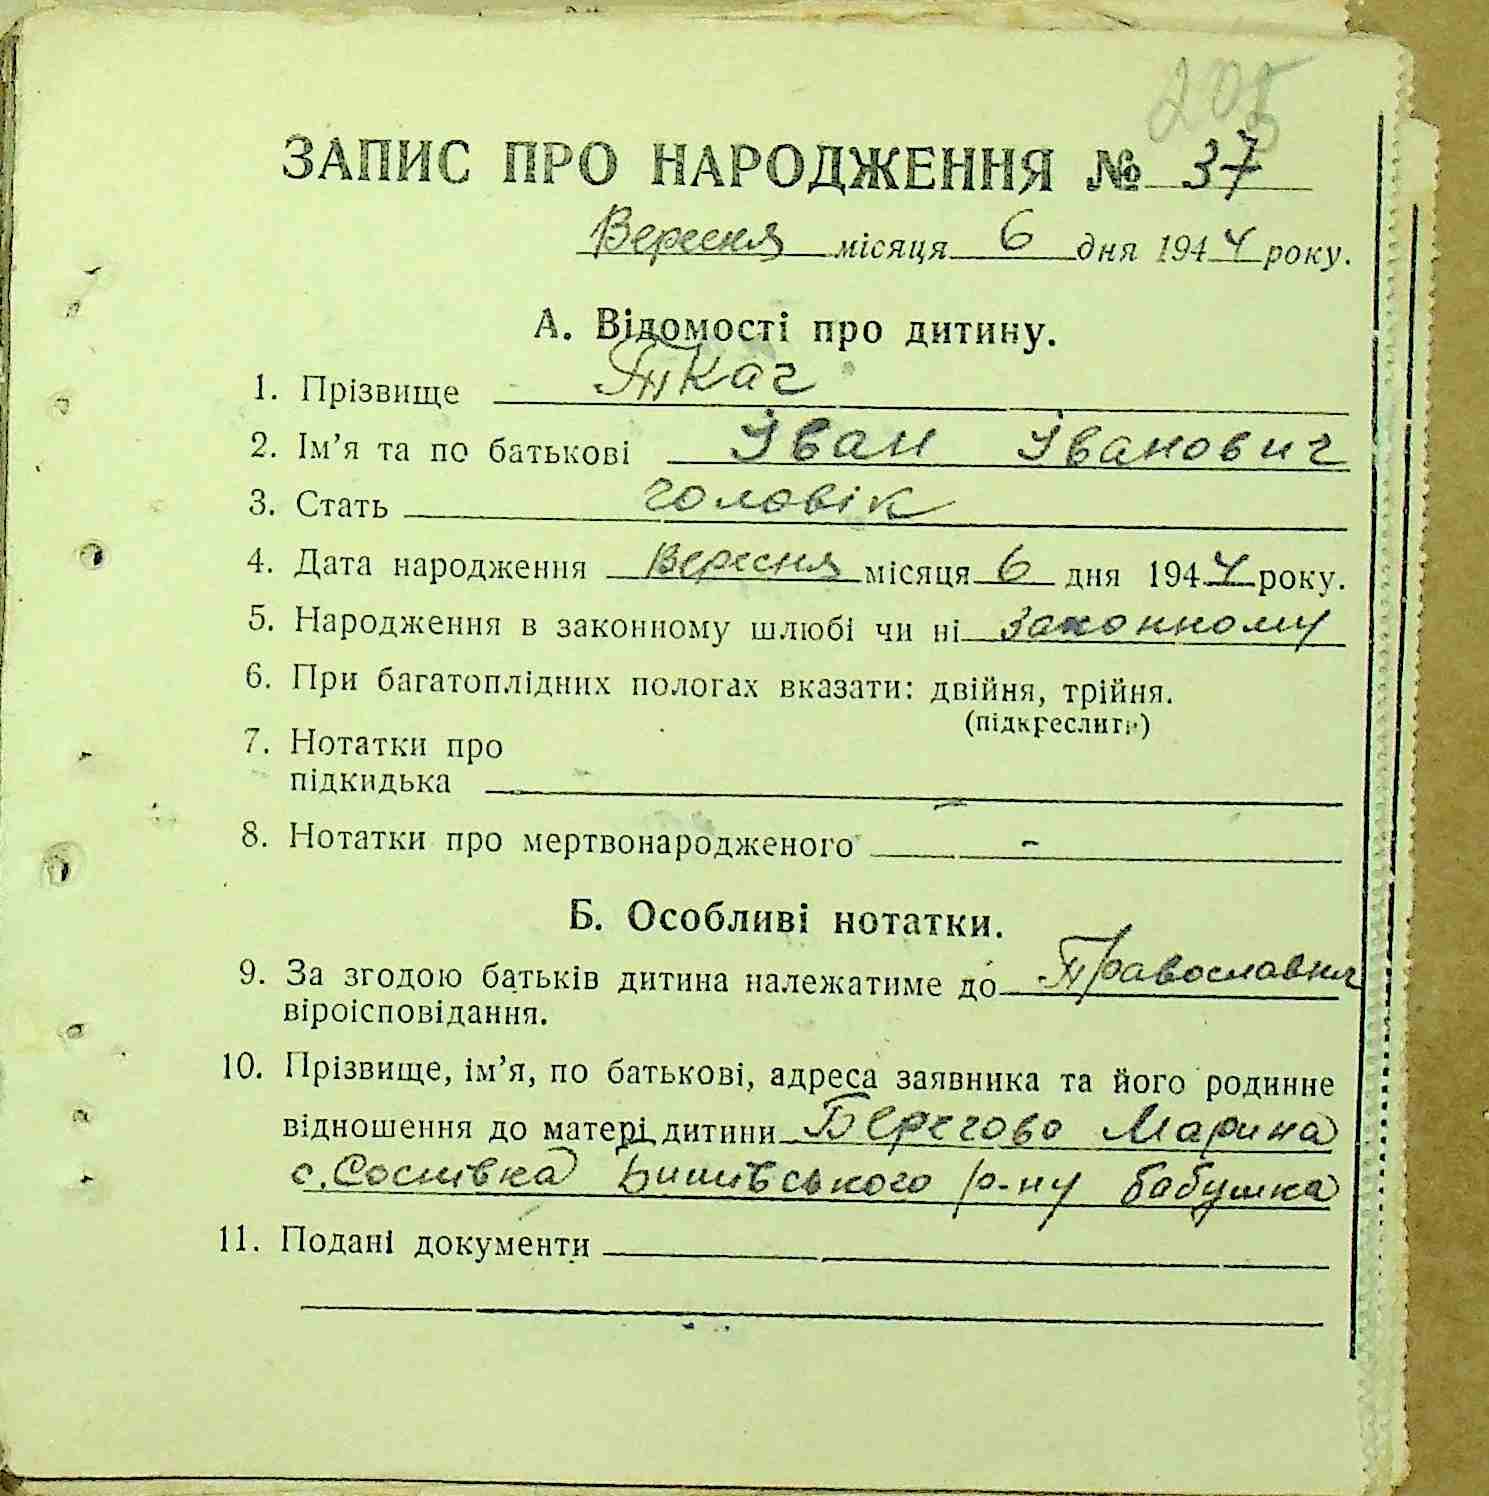 205
ЗАПИС ПРО НАРОДЖЕННЯ № 37
Вересня місяця 6 дня 1944 року.
А. Відомості про дитину.
1. Прізвище Ткач
2. Ім’я та по батькові Іван Іванович
3. Стать чоловік
4. Дата народження Вересня місяця 6 дня 1944 року.
5. Народження в законному шлюбі чи ні законному
6. При багатоплідних пологах вказати: двійня, трійня.
(підкреслити)
7. Нотатки про
підкидька
8. Нотатки про мертвонародженого -
Б. Особливі нотатки.
9. За згодою батьків дитина належатиме до Православня
віроісповідання.
10. Прізвище, ім’я, по батькові, адреса заявника та його родинне
відношення до матері дитини Берегова Марина
с. Соснівка р-ну бабушка
11. Подані документи